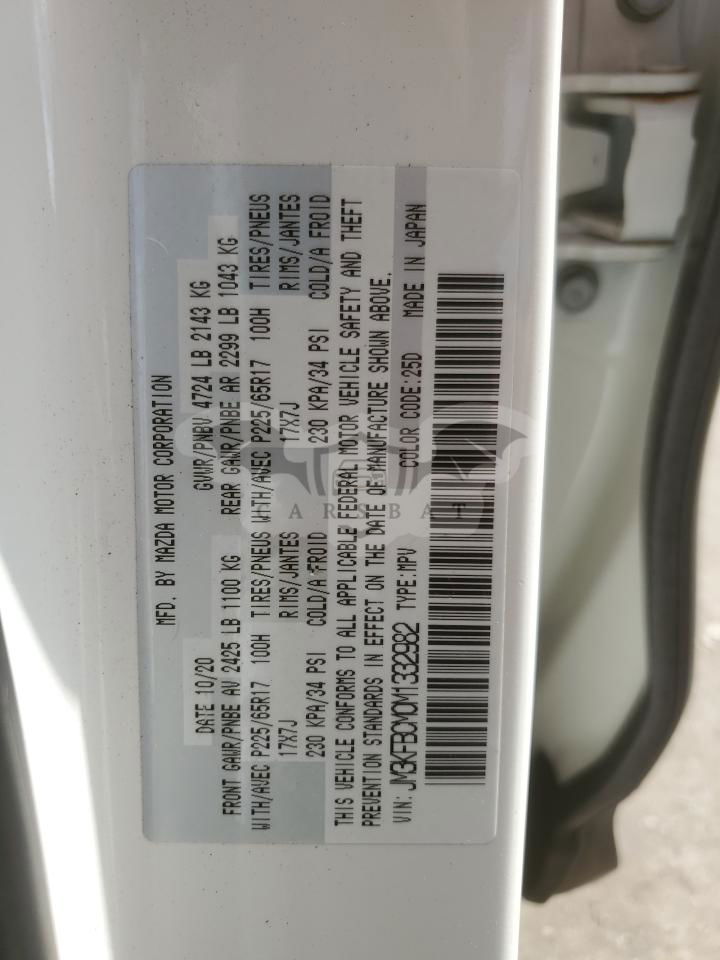 MFD. BY MAZDA MOTOR CORPORATION
DATE 10/20 GVWR/PNBV 4724 LB 2143 KG
FRONT GAWR/PNBE AV 2425 LB 1100 KG REAR GAWR/PNBE AR 2299 LB 1043 KG
WITH/AVEC P225/65R17 100H TIRES/PNEUS WITH/AVEC P225/65R17 100H TIRES/PNEUS
17X7J RIMS/JANTES 17X7J RIMS/JANTES
230 KPA/34 PSI COLD/A FROID 230 KPA/34 PSI COLD/A FROID
THIS VEHICLE CONFORMS TO ALL APPLICABLE FEDERAL MOTOR VEHICLE SAFETY AND THEFT
PREVENTION STANDARDS IN EFFECT ON THE DATE OF MANUFACTURE SHOWN ABOVE.
VIN: JM3KFBCM0M1332982 TYPE:MPV COLOR CODE:25D MADE IN JAPAN
CARSBAT